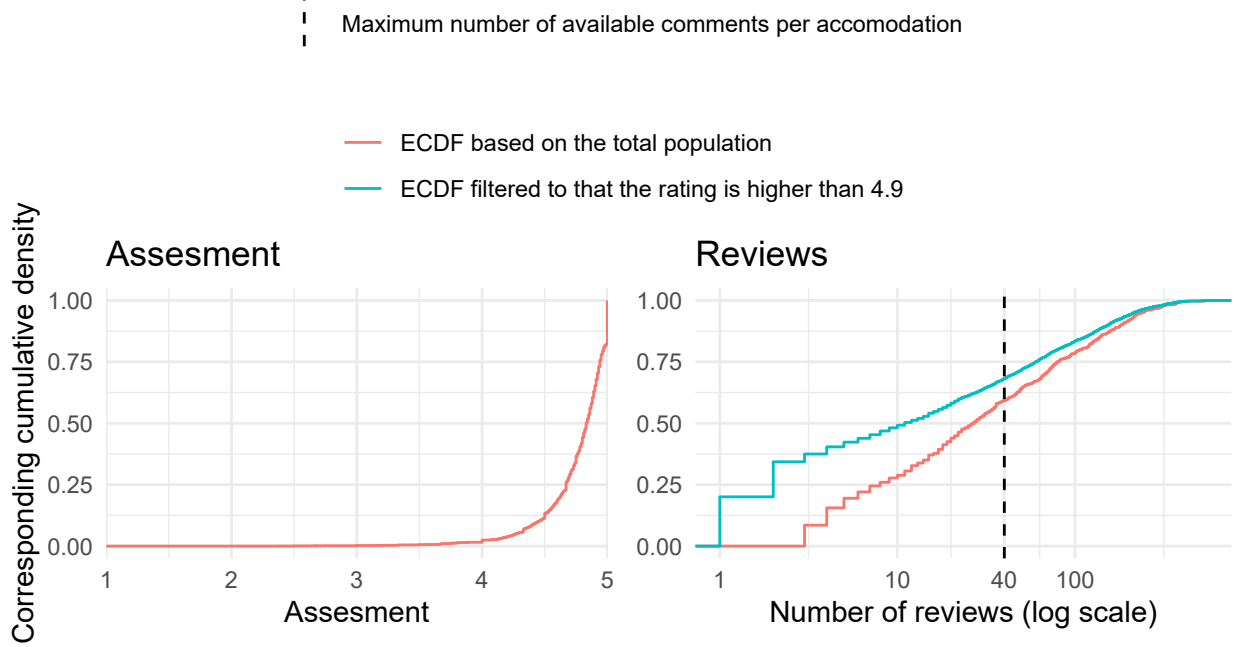 Maximum number of available comments per accomodation
ECDF based on the total population
ECDF filtered to that the rating is higher than 4.9
Corresponding cumulative density
Assesment
1.00
0.75
0.50
0.25
0.00
1 2 3 4 5
Assesment
Reviews
1.00
0.75
0.50
0.25
0.00
1 10 40 100
Number of reviews (log scale)